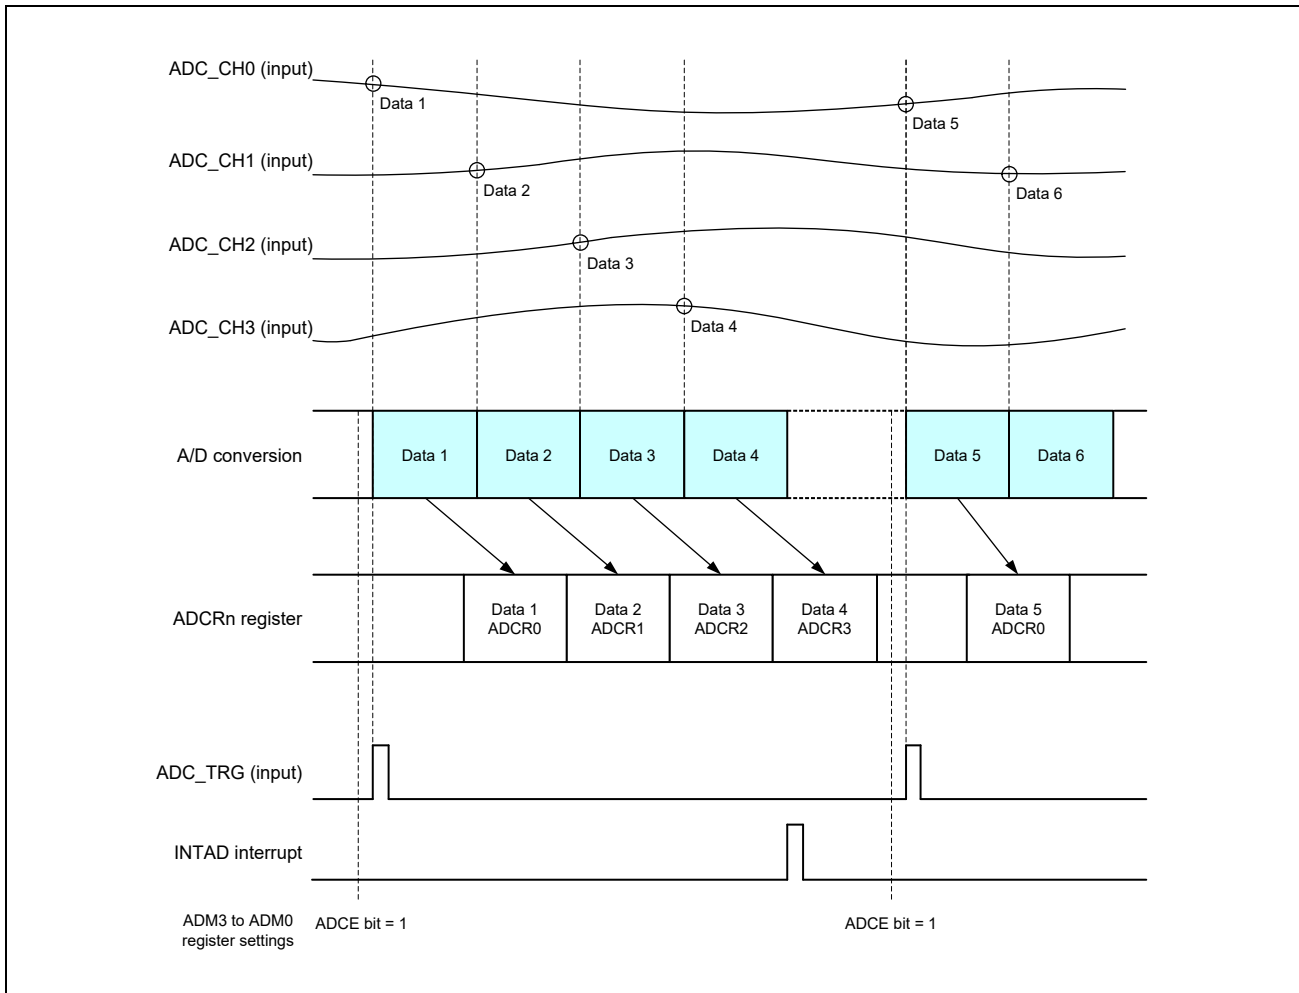 ADC_CH0 (input)
Data 1
Data 5
ADC_CH1 (input)
Data 2
Data 6
ADC_CH2 (input)
Data 3
ADC_CH3 (input)
Data 4
A/D conversion
Data 1
Data 2
Data 3
Data 4
Data 5
Data 6
ADCRn register
Data 1
ADCR0
Data 2
ADCR1
Data 3
ADCR2
Data 4
ADCR3
Data 5
ADCR0
ADC_TRG (input)
INTAD interrupt
ADM3 to ADM0
register settings
ADCE bit = 1
ADCE bit = 1